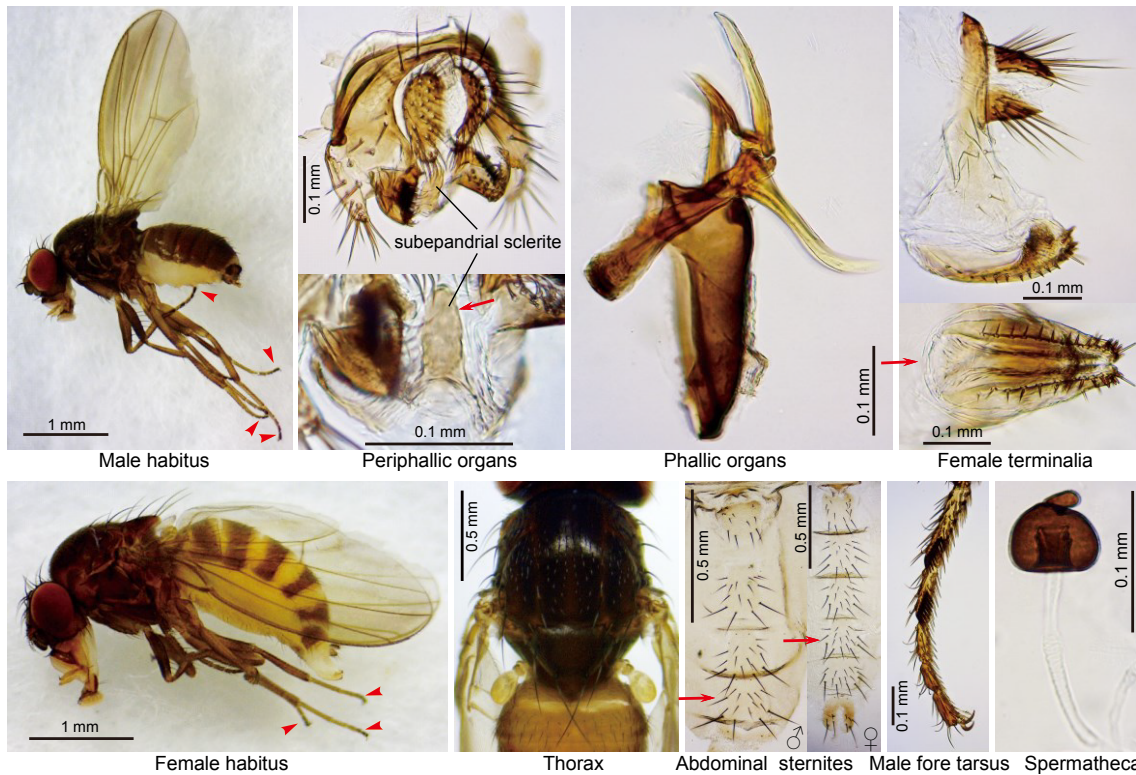 0.1 mm
subepandrial sclerite
1 mm
0.1 mm
0.1 mm
0.1 mm
0.1 mm
Male habitus
Periphallic organs
Phallic organs
Female terminalia
0.5 mm
0.5 mm
0.5 mm
0.1 mm
1 mm
0.1 mm
♂
♀
Female habitus
Thorax
Abdominal sternites
Male fore tarsus
Spermatheca